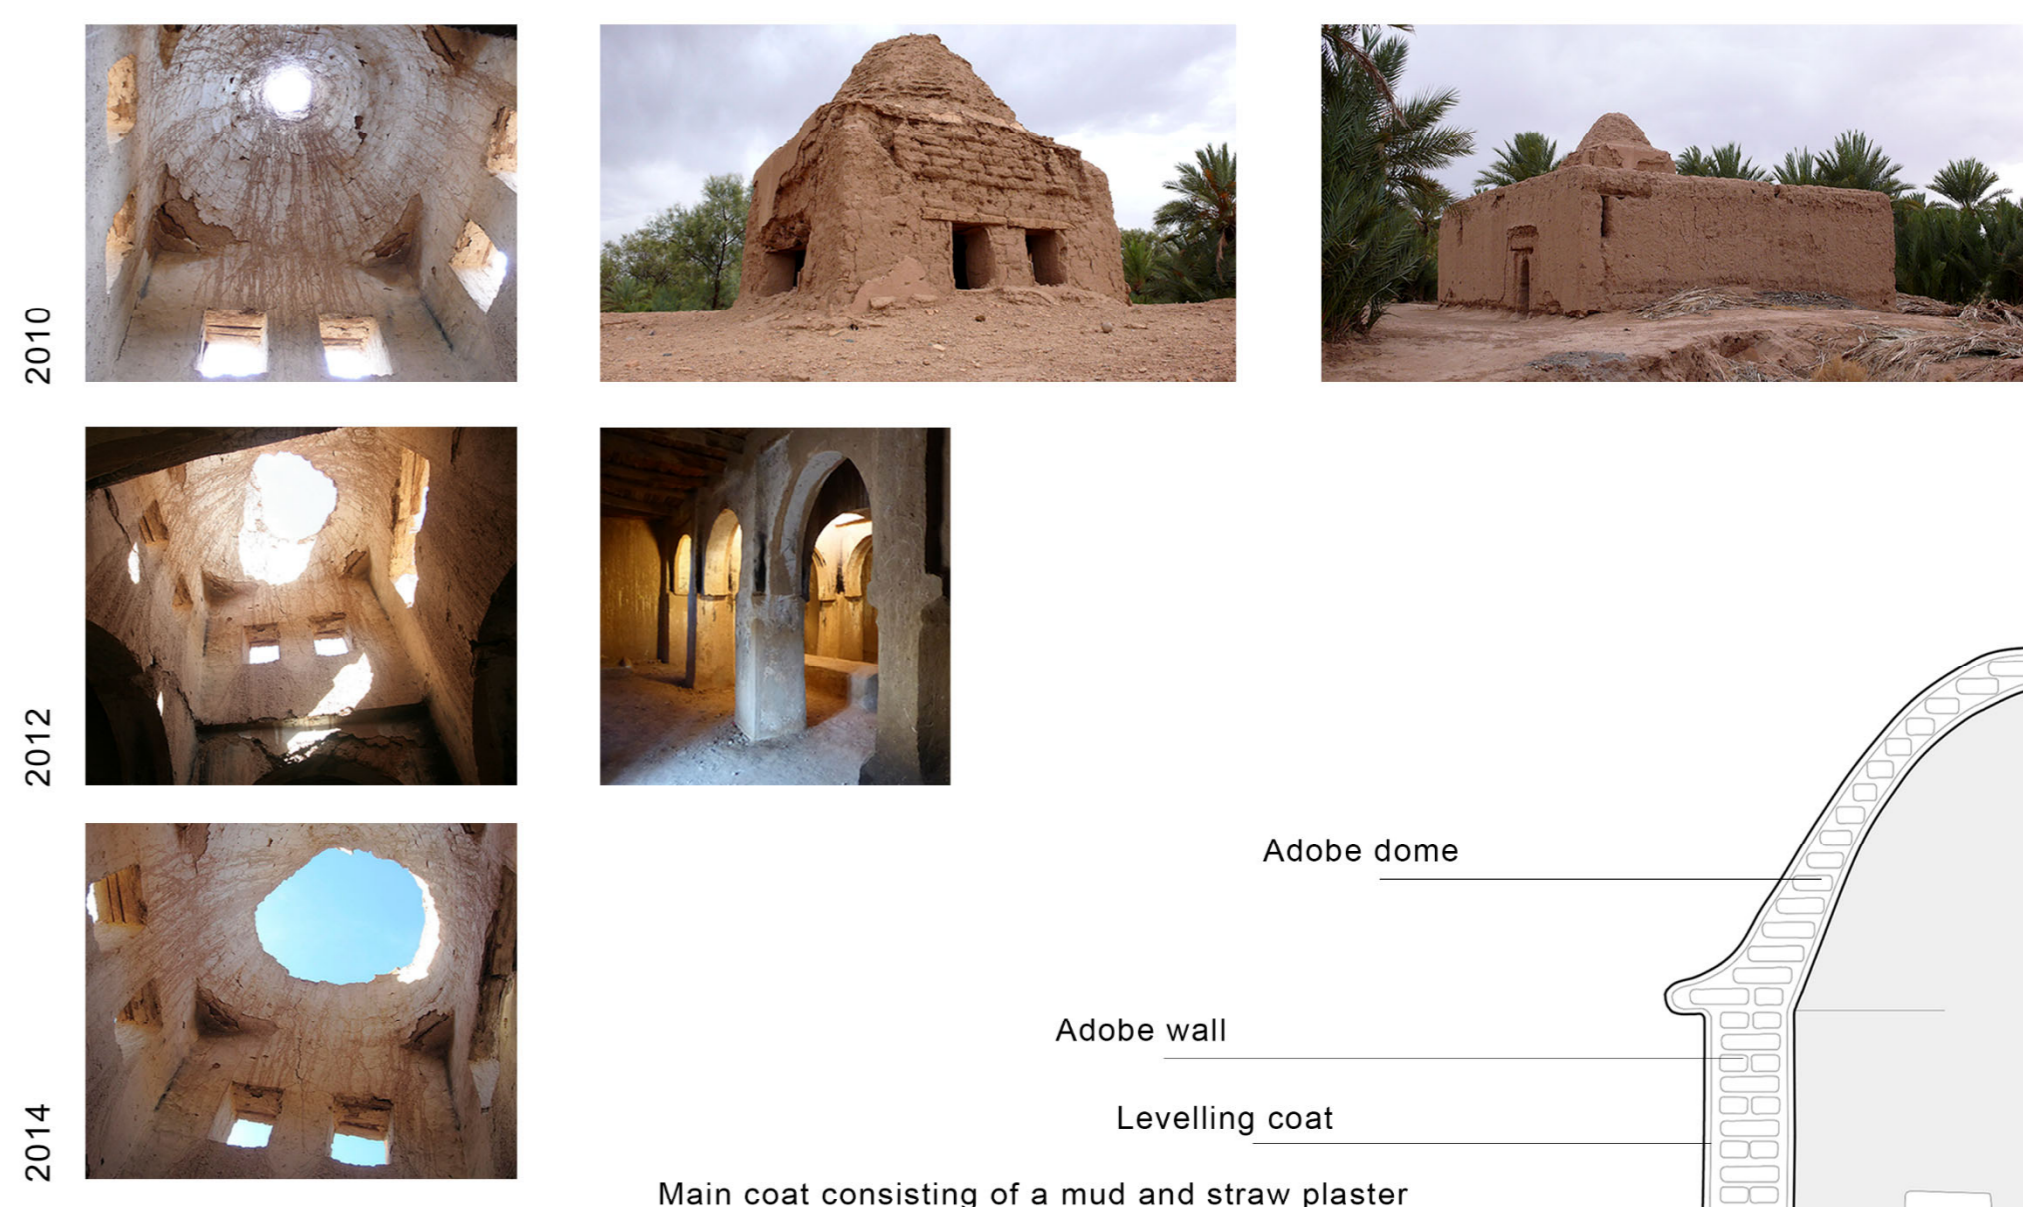 2010
2012
Adobe dome
Adobe wall
Levelling coat
2014
Main coat consisting of a mud and straw plaster